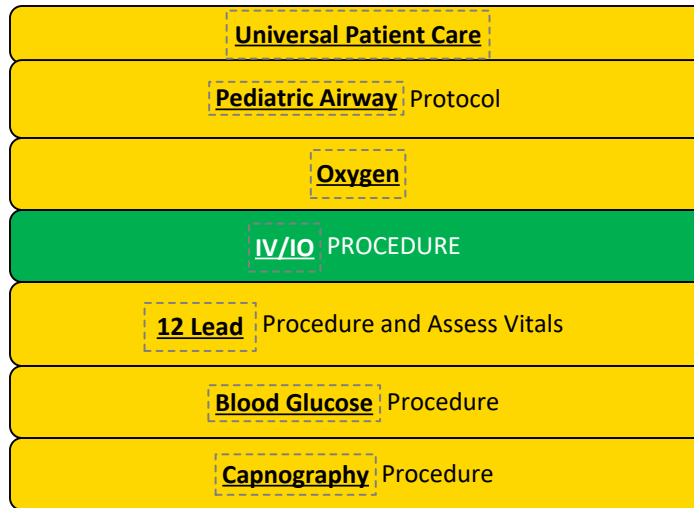 Universal Patient Care
Pediatric Airway Protocol
Oxygen
IV/IO PROCEDURE
12 Lead Procedure and Assess Vitals
Blood Glucose Procedure
Capnography Procedure